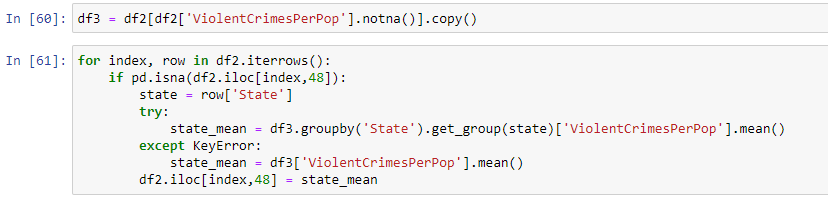 In [60]: df3 = df2[df2['ViolentCrimesPerPop'].notna()].copy()
In [61]: for index, row in df2.iterrows():
    if pd.isna(df2.iloc[index,48]):
        state = row['State']
        try:
            state_mean = df3.groupby('State').get_group(state)['ViolentCrimesPerPop'].mean()
        except KeyError:
            state_mean = df3['ViolentCrimesPerPop'].mean()
        df2.iloc[index,48] = state_mean